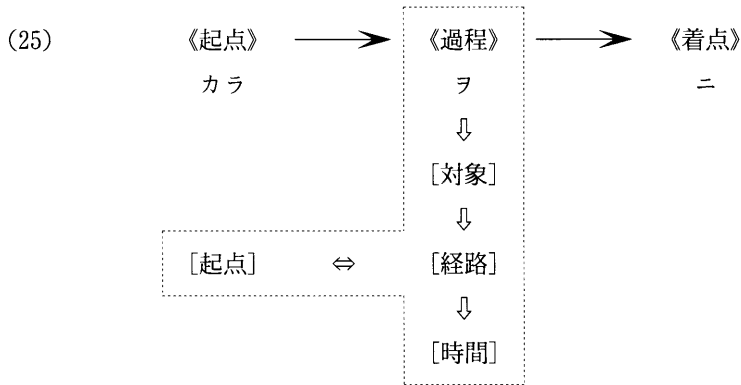 (25) 《起点》 ⟶ 《過程》 ⟶ 《着点》
カラ ヲ ニ
⇩
[対象]
⇩
[起点] ⇔ [経路]
⇩
[時間]